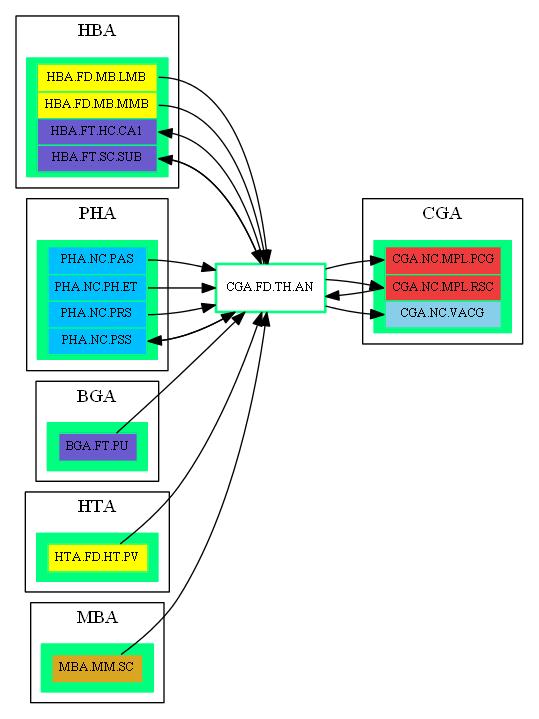 HBA
HBA.FD.MB.LMB
HBA.FD.MB.MMB
HBA.FT.HC.CA1
HBA.FT.SC.SUB
PHA
PHA.NC.PAS
PHA.NC.PH.ET
PHA.NC.PRS
PHA.NC.PSS
BGA
BGA.FT.PU
HTA
HTA.FD.HT.PV
MBA
MBA.MM.SC
CGA.FD.TH.AN
CGA
CGA.NC.MPL.PCG
CGA.NC.MPL.RSC
CGA.NC.VACG